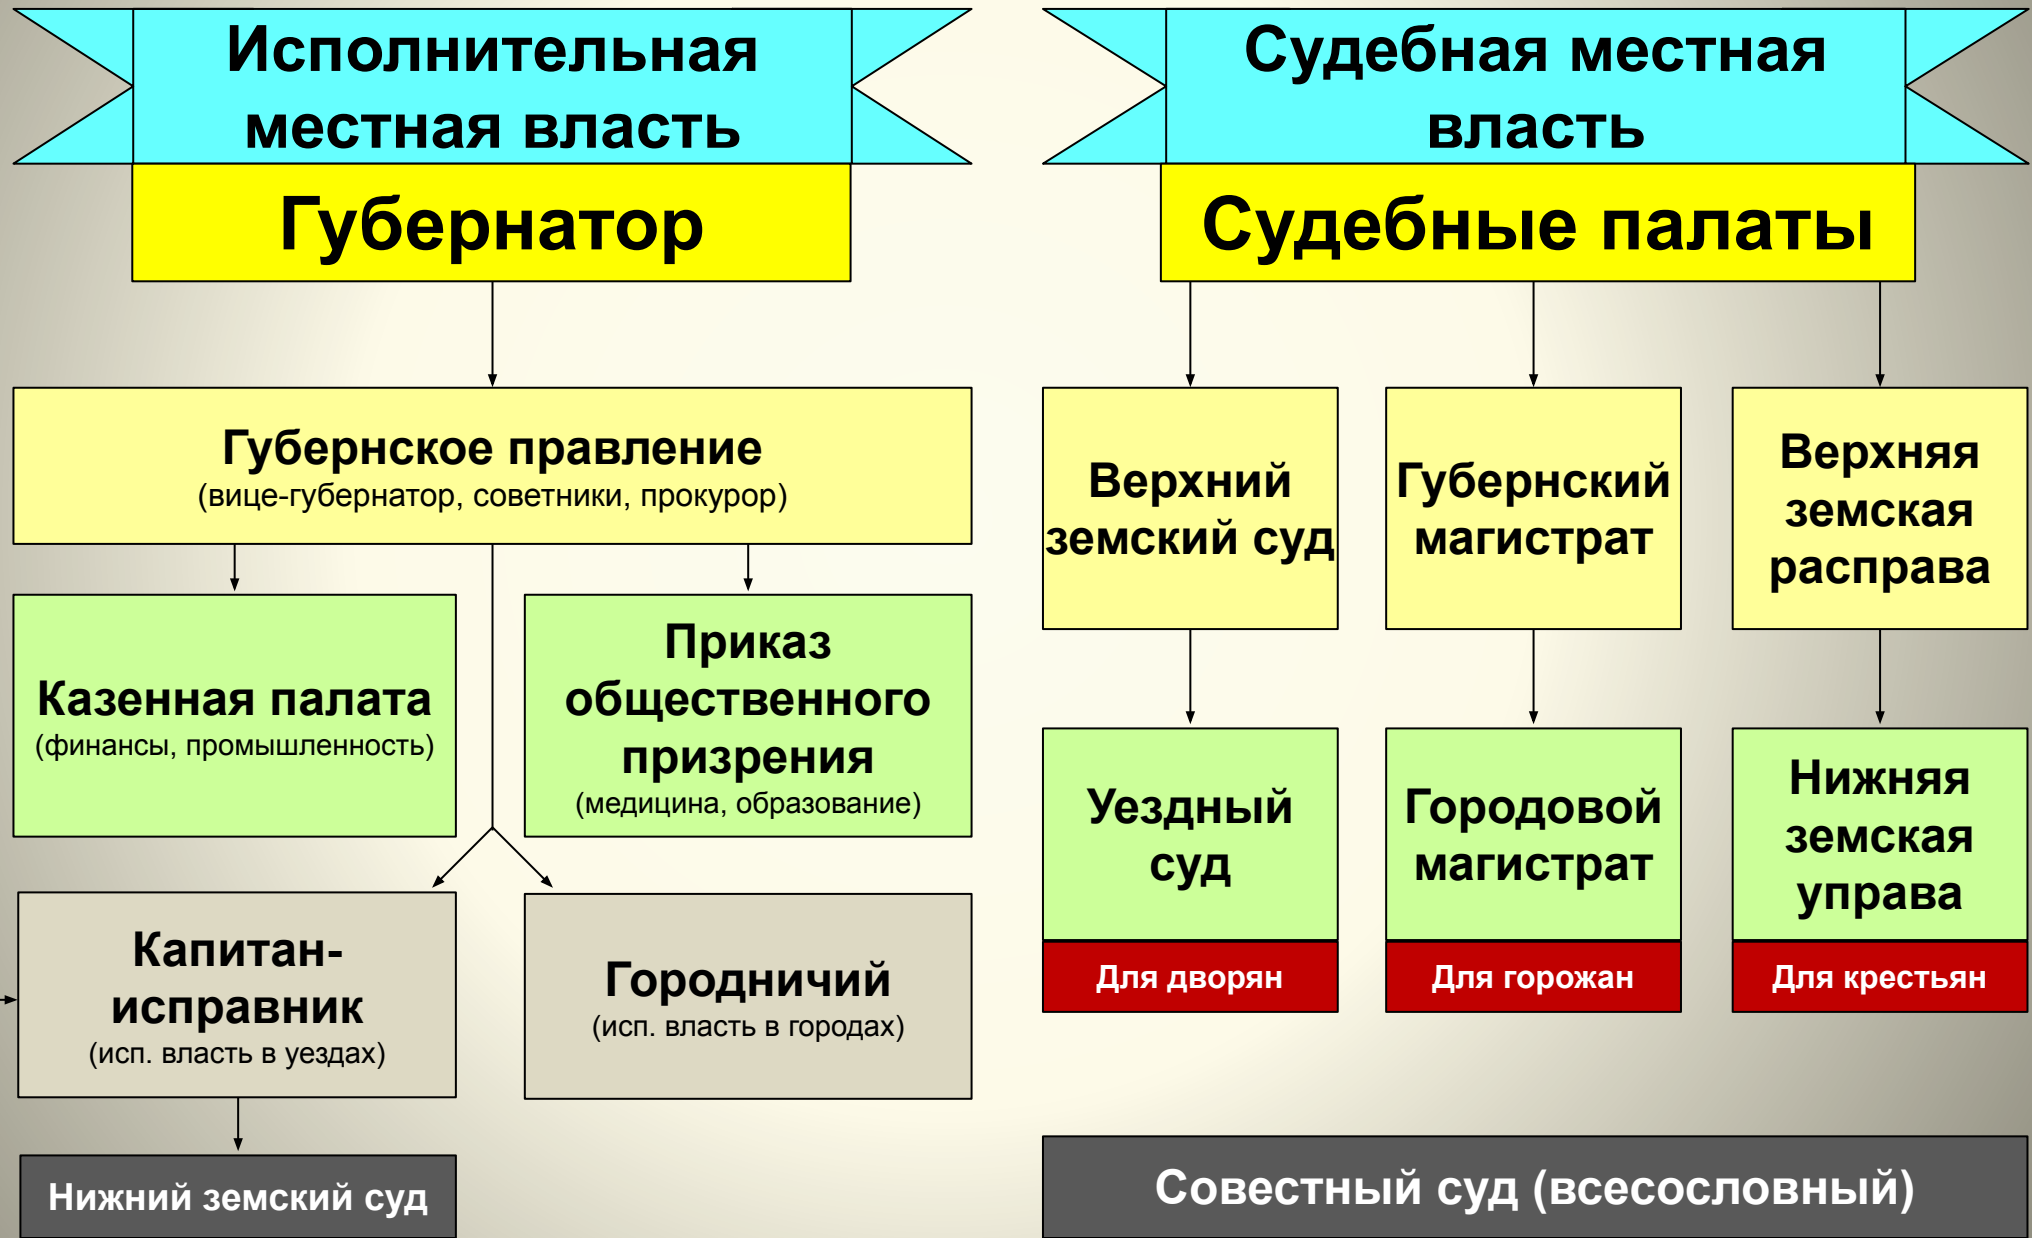 Исполнительная
местная власть
Губернатор
Губернское правление
(вице-губернатор, советники, прокурор)
Казенная палата
(финансы, промышленность)
Приказ
общественного
призрения
(медицина, образование)
Капитан-
исправник
(исп. власть в уездах)
Городничий
(исп. власть в городах)
Нижний земский суд
Судебная местная
власть
Судебные палаты
Верхний
земский суд
Губернский
магистрат
Верхняя
земская
расправа
Уездный
суд
Для дворян
Городовой
магистрат
Для горожан
Нижняя
земская
управа
Для крестьян
Совестный суд (всесословный)